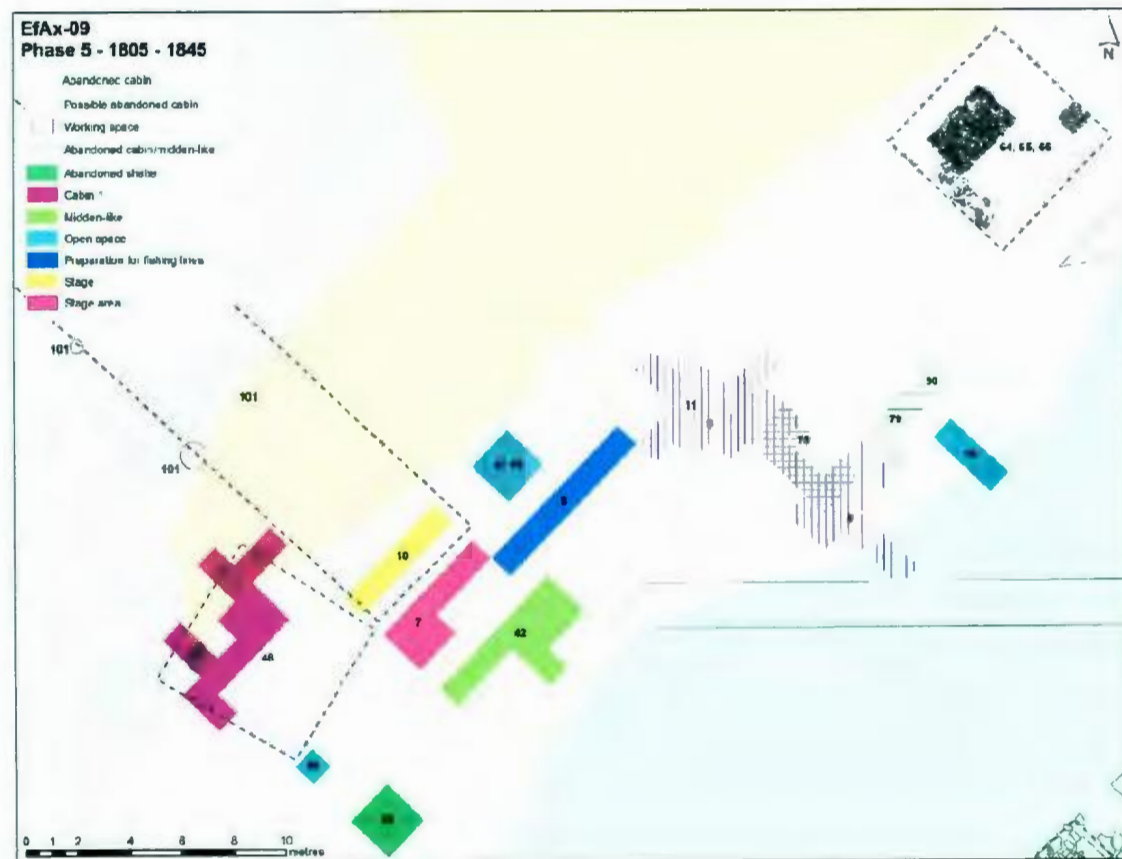 EfAx-09
Phase 5 - 1805 - 1845
Abandoned cabin
Possible abandoned cabin
Working space
Abandoned cabin/midden-like
Abandoned shelter
Cabin
Midden-like
Open space
Preparation for fishing lines
Stage
Stage area
N
64, 65, 66
101
101
101
11
90
79
10
7
42
46
0 1 2 4 6 8 10
metres